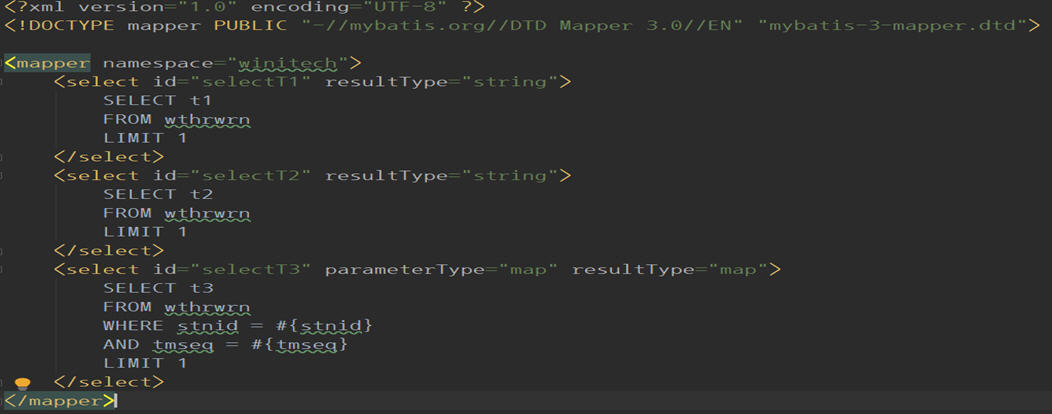 <?xml version="1.0" encoding="UTF-8" ?>
<!DOCTYPE mapper PUBLIC "-//mybatis.org//DTD Mapper 3.0//EN" "mybatis-3-mapper.dtd">
<mapper namespace="winitech">
<select id="selectT1" resultType="string">
SELECT t1
FROM wthrwrn
LIMIT 1
</select>
<select id="selectT2" resultType="string">
SELECT t2
FROM wthrwrn
LIMIT 1
</select>
<select id="selectT3" parameterType="map" resultType="map">
SELECT t3
FROM wthrwrn
WHERE stnid = #{stnid}
AND tmseq = #{tmseq}
LIMIT 1
</select>
</mapper>